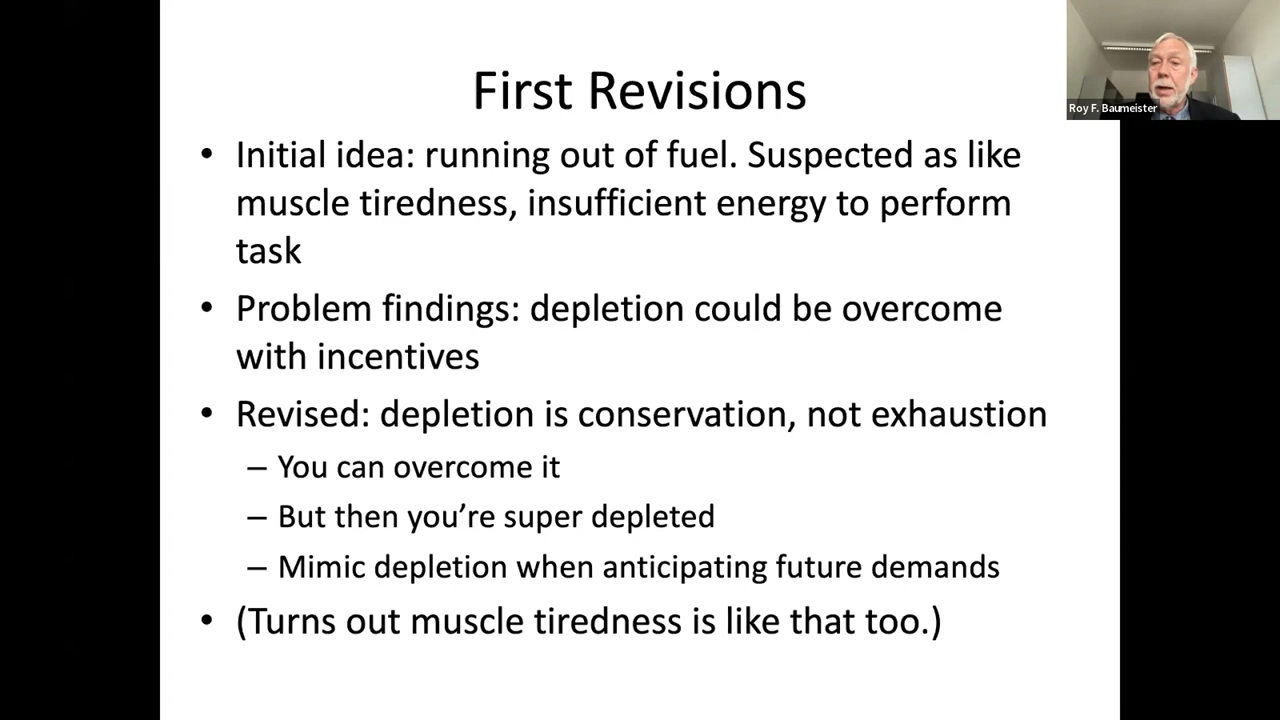 First Revisions
Roy F. Baumeister
• Initial idea: running out of fuel. Suspected as like
muscle tiredness, insufficient energy to perform
task
• Problem findings: depletion could be overcome
with incentives
• Revised: depletion is conservation, not exhaustion
– You can overcome it
– But then you’re super depleted
– Mimic depletion when anticipating future demands
• (Turns out muscle tiredness is like that too.)